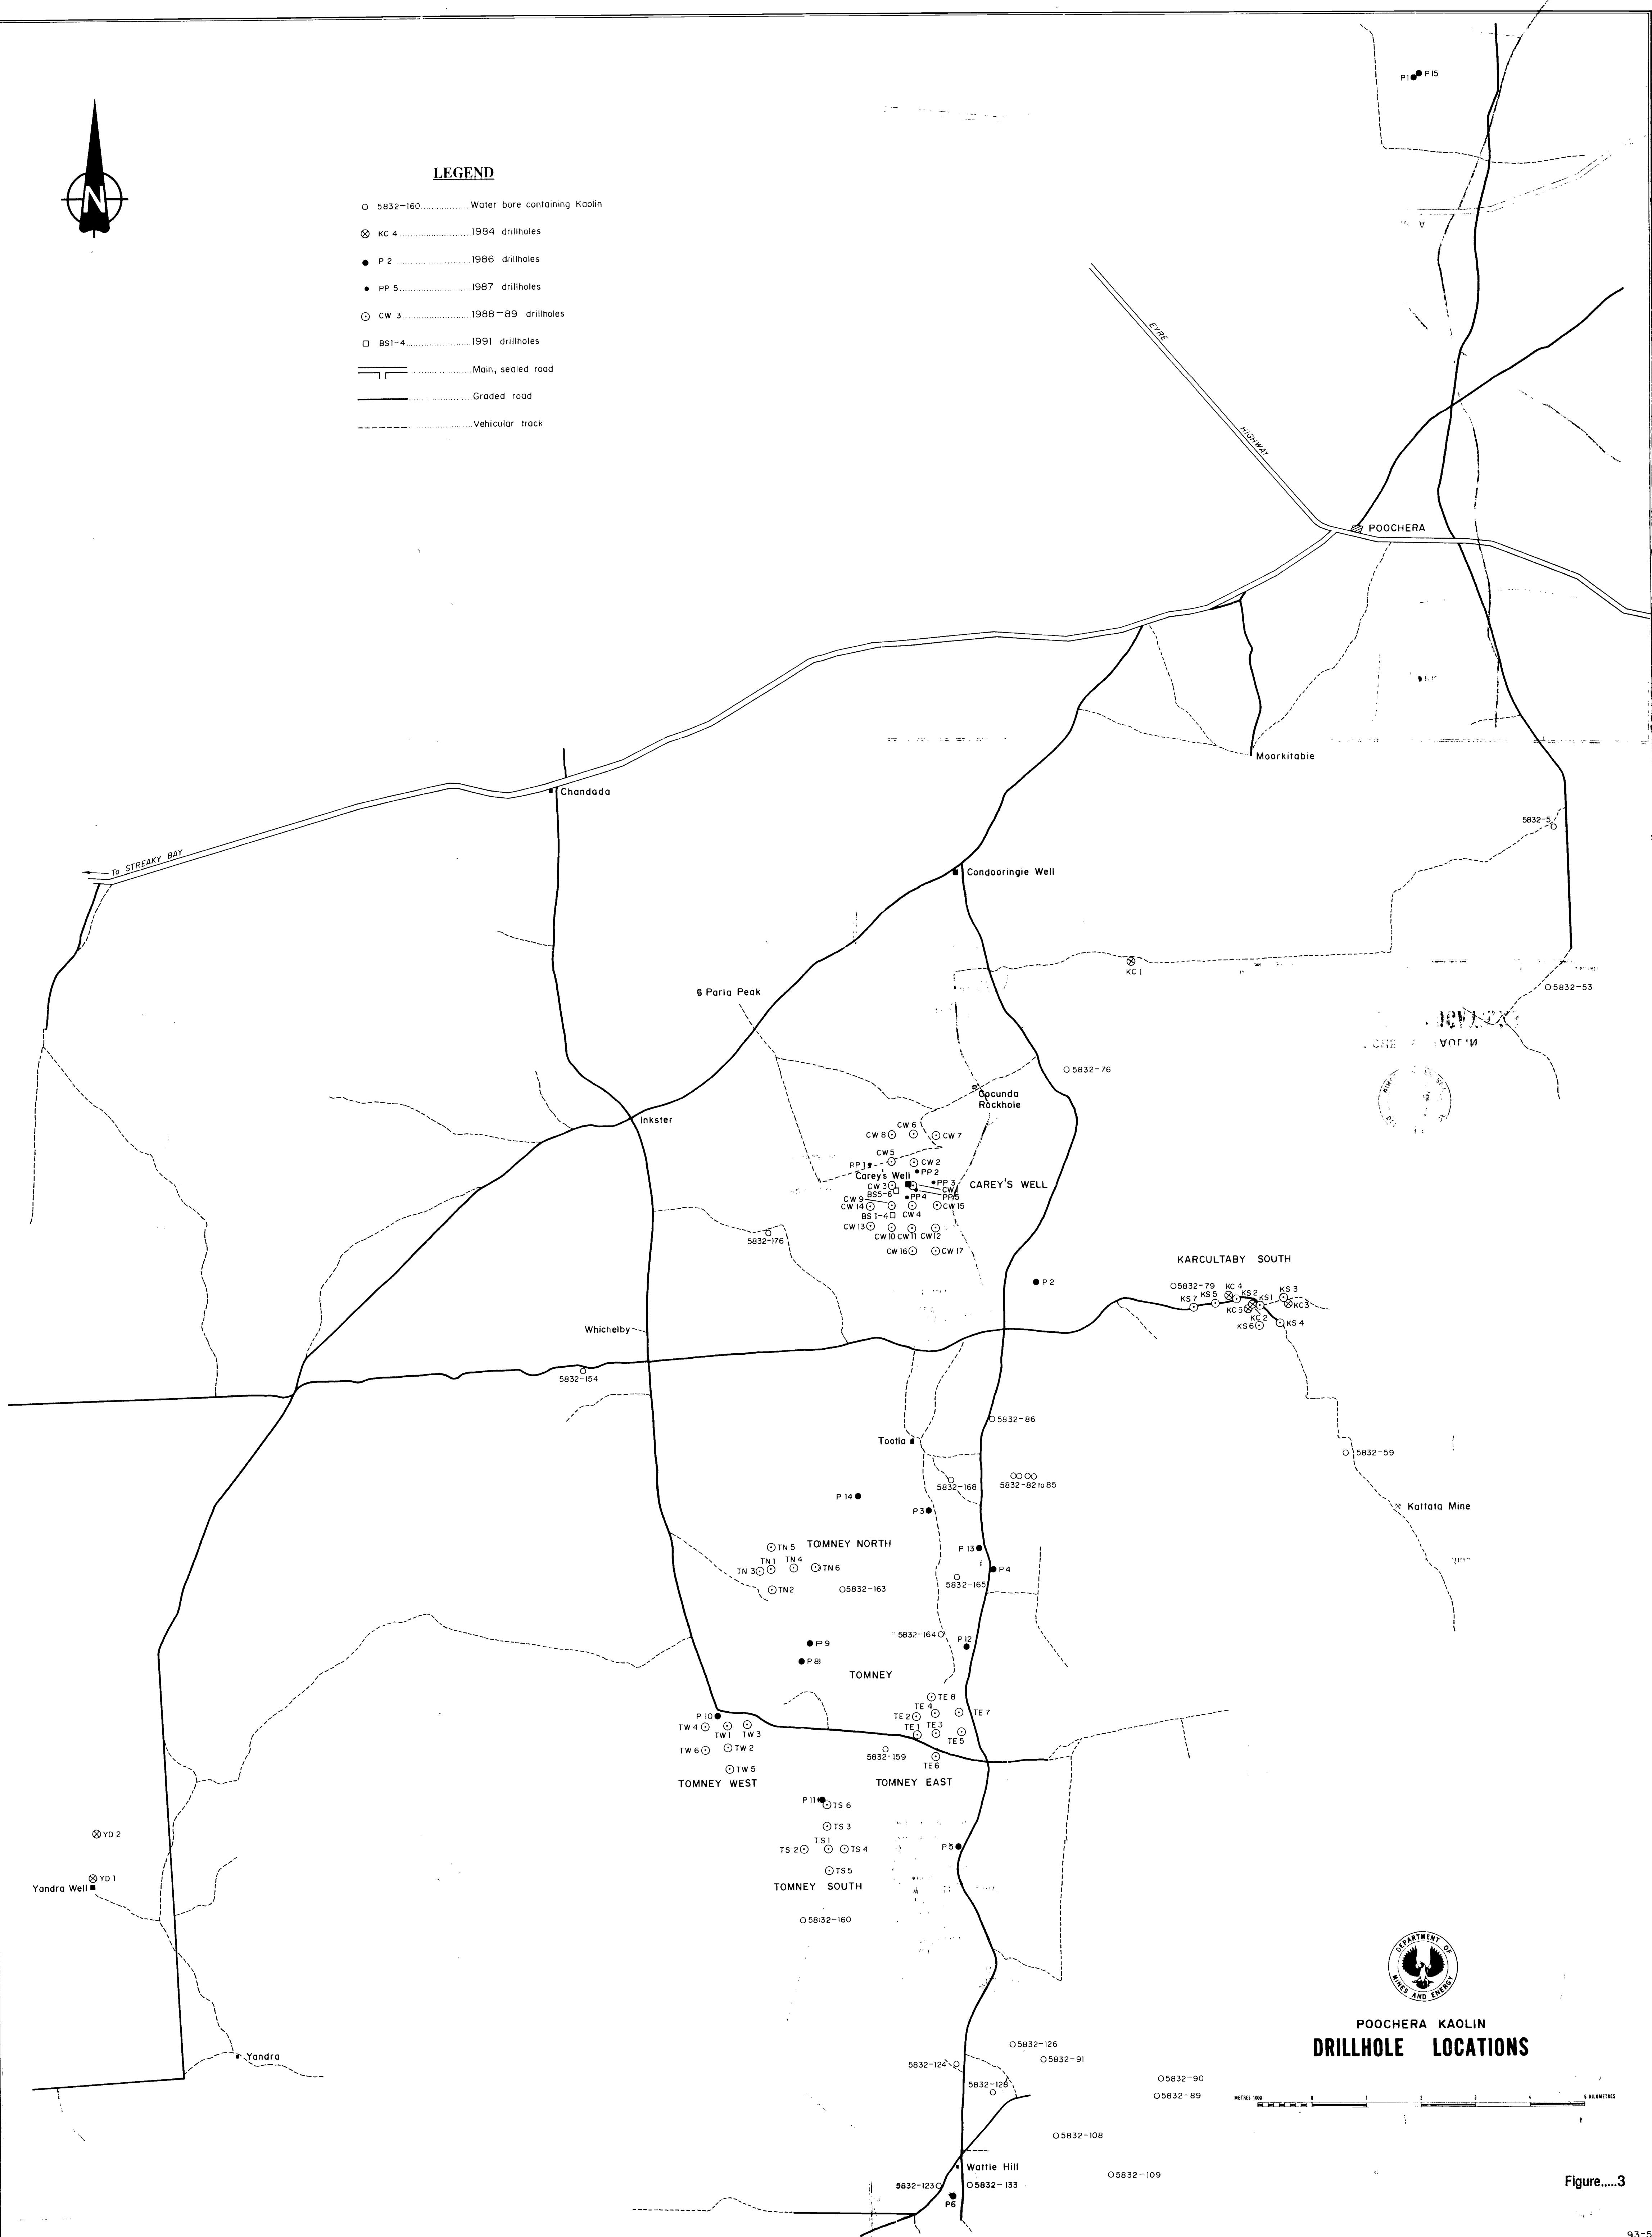 P1 P15
N
LEGEND
5832-160 Water bore containing Kaolin
KC 4 1984 drillholes
P 2 1986 drillholes
PP 5 1987 drillholes
CW 3 1988-89 drillholes
BS1-4 1991 drillholes
Main, sealed road
Graded road
Vehicular track
EYRE
HIGHWAY
POOCHERA
Moorkitabie
Chandada
5832-5
To STREAKY BAY
Condooringie Well
KC 1
5832-53
Parla Peak
5832-76
Cocunda
Rockhole
Inkster
CW 6
CW 8 CW 7
CW 5
PP 1 CW 2
PP 2
Carey's Well PP 3
CW 3 CAREY'S WELL
BS5-6 PP4 PP5
CW 9
CW 14 CW 15
BS 1-4 CW 4
CW 13
CW 10 CW 11 CW 12
CW 16 CW 17
5832-176
KARCULTABY SOUTH
P 2
5832-79 KC 4 KS 3
KS 7 KS 5 KS 2 KS1 KC3
KC 5
KC 2
KS 6 KS 4
Whichelby
5832-154
5832-86
Tootla
5832-59
5832-168 5832-82 to 85
P 14
P 3
Kattata Mine
TN 5 TOMNEY NORTH
P 13
TN 1 TN 4
TN 3 TN 6
P 4
TN 2 5832-163
5832-165
5832-164 P 12
P 9
P 8
TOMNEY
TE 8
TE 4
P 10 TE 2 TE 7
TW 4 TW 1 TW 3 TE 1 TE 3
TE 5
TW 6 TW 2
5832-159 TE 6
TW 5
TOMNEY WEST TOMNEY EAST
P 11 TS 6
TS 3
YD 2
TS 1
TS 2 TS 4 P 5
TS 5
YD 1
Yandra Well
TOMNEY SOUTH
5832-160
DEPARTMENT OF
MINES AND ENERGY
POOCHERA KAOLIN
DRILLHOLE LOCATIONS
5832-126
Yandra
5832-124 5832-91
5832-128
5832-90
5832-89
METRES 1000 0 1 2 3 4 5 KILOMETRES
5832-108
Wattle Hill
5832-109
5832-123 5832-133
P6
Figure.....3
93-5